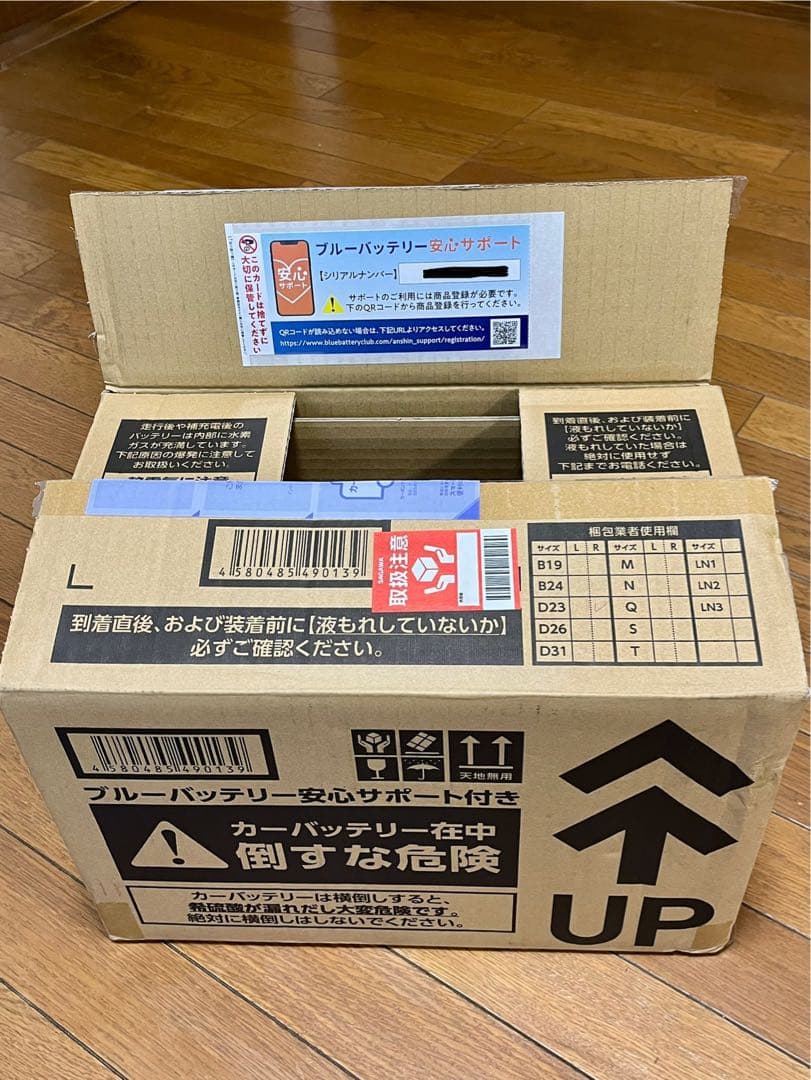 このカードは捨てずに
大切に保管してください
安心
サポート
ブルーバッテリー安心サポート
【シリアルナンバー】
サポートのご利用には商品登録が必要です。
下のQRコードから商品登録を行ってください。
QRコードが読み込めない場合は、下記URLよりアクセスしてください。
https://www.bluebatteryclub.com/anshin_support/registration/
走行後や補充電後の
バッテリーは内部に水素
ガスが充満しています。
下記原因の爆発に注意して
お取扱いください。
到着直後、および装着前に
【液もれしていないか】
必ずご確認ください。
液もれしていた場合は
絶対に使用せず
下記までお電話ください。
4580485490139
SAGAWA
取扱注意
梱包業者使用欄
サイズ L R サイズ L R サイズ
B19 M LN1
B24 N LN2
D23 Q LN3
D26 S
D31 T
L
到着直後、および装着前に【液もれしていないか】
必ずご確認ください。
4580485490139
天地無用
ブルーバッテリー安心サポート付き
カーバッテリー在中
倒すな危険
カーバッテリーは横倒しすると、
希硫酸が漏れだし大変危険です。
絶対に横倒しはしないでください。
UP